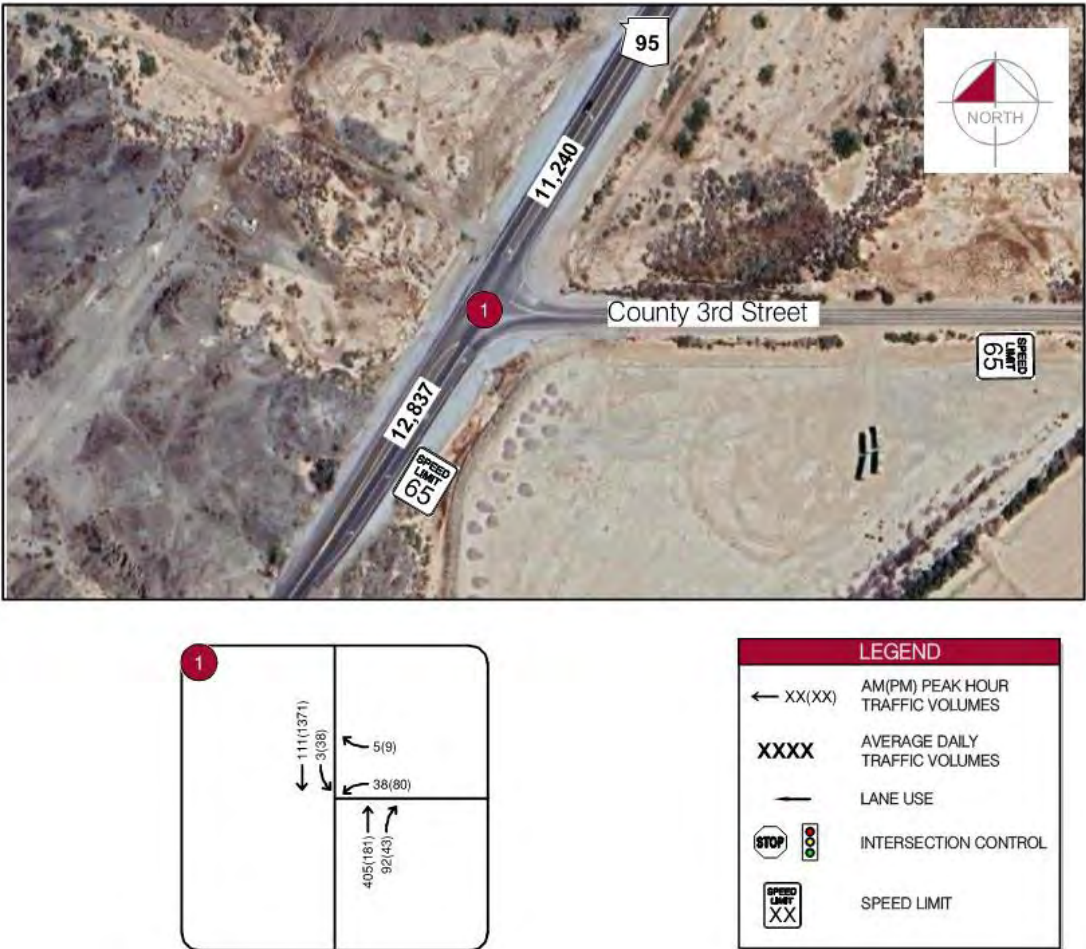 95
NORTH
11,240
1
County 3rd Street
SPEED
LIMIT
65
12,837
SPEED
LIMIT
65
1
111(1371)
3(38)
5(9)
38(80)
405(181)
92(43)
LEGEND
XX(XX)
AM(PM) PEAK HOUR
TRAFFIC VOLUMES
XXXX
AVERAGE DAILY
TRAFFIC VOLUMES
LANE USE
STOP
INTERSECTION CONTROL
SPEED
LIMIT
XX
SPEED LIMIT